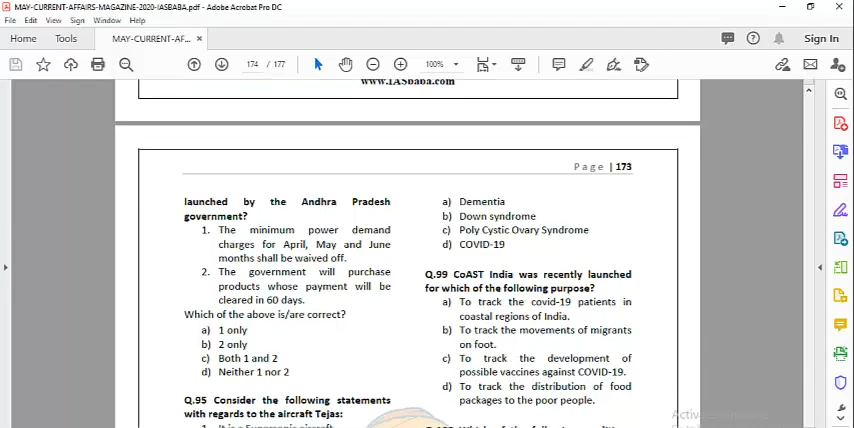 MAY-CURRENT-AFFAIRS-MAGAZINE-2020-IASBABA.pdf - Adobe Acrobat Pro DC
File Edit View Sign Window Help
Home Tools MAY-CURRENT-AF... × Sign In
174 / 177 100%
www.IASbaba.com
Page | 173
launched by the Andhra Pradesh
government?
1. The minimum power demand
charges for April, May and June
months shall be waived off.
2. The government will purchase
products whose payment will be
cleared in 60 days.
Which of the above is/are correct?
a) 1 only
b) 2 only
c) Both 1 and 2
d) Neither 1 nor 2
Q.95 Consider the following statements
with regards to the aircraft Tejas:
1. It is a Supersonic aircraft
a) Dementia
b) Down syndrome
c) Poly Cystic Ovary Syndrome
d) COVID-19
Q.99 CoAST India was recently launched
for which of the following purpose?
a) To track the covid-19 patients in
coastal regions of India.
b) To track the movements of migrants
on foot.
c) To track the development of
possible vaccines against COVID-19.
d) To track the distribution of food
packages to the poor people.